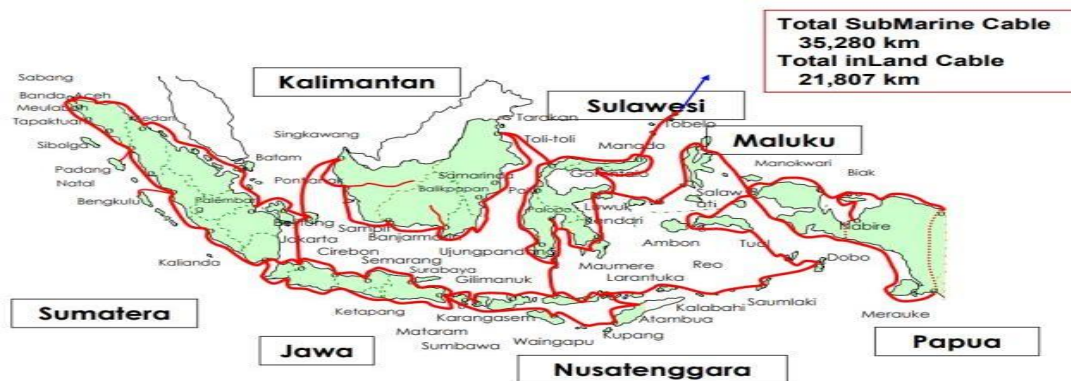 Total SubMarine Cable
35,280 km
Total inLand Cable
21,807 km
Kalimantan
Sulawesi
Maluku
Sabang
Banda Aceh
Meulaboh
Medan
Tapaktuan
Sibolga
Padang
Natal
Bengkulu
Palembang
Batam
Singkawang
Pontianak
Tarakan
Toli-toli
Samarinda
Balikpapan
Palu
Manado
Gorontalo
Tobelo
Manokwari
Biak
Luwuk
Kendari
Palopo
Nabire
Ambon
Tual
Dobo
Sampit
Banjarmasin
Ujungpandang
Jakarta
Cirebon
Semarang
Surabaya
Gilimanuk
Maumere
Reo
Larantuka
Kalianda
Ketapang
Karangasem
Mataram
Sumbawa
Waingapu
Kupang
Atambua
Kalabahi
Saumlaki
Merauke
Sumatera
Jawa
Nusatenggara
Papua